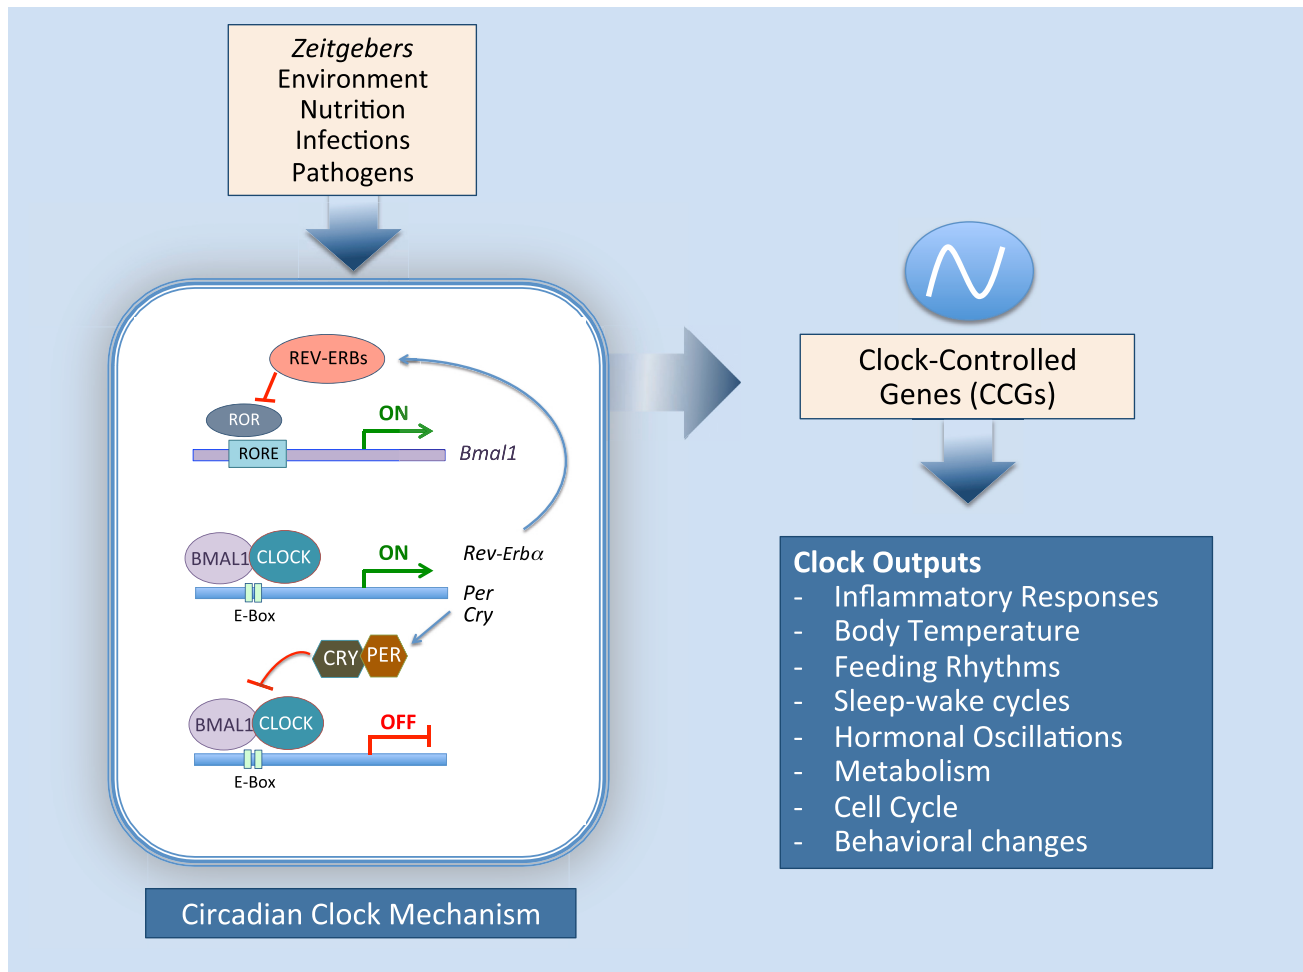 Zeitgebers
Environment
Nutrition
Infections
Pathogens
REV-ERBs
ROR
ON
RORE
Bmal1
BMAL1
CLOCK
ON
Rev-Erbα
Per
Cry
E-Box
CRY
PER
BMAL1
CLOCK
OFF
E-Box
Circadian Clock Mechanism
Clock-Controlled
Genes (CCGs)
Clock Outputs
- Inflammatory Responses
- Body Temperature
- Feeding Rhythms
- Sleep-wake cycles
- Hormonal Oscillations
- Metabolism
- Cell Cycle
- Behavioral changes